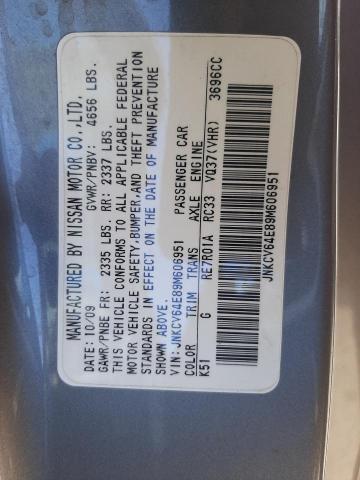 MANUFACTURED BY NISSAN MOTOR CO.,LTD.
DATE: 10/09 GVWR/PNBV: 4656 LBS.
GAWR/PNBE FR: 2335 LBS. RR: 2337 LBS.
THIS VEHICLE CONFORMS TO ALL APPLICABLE FEDERAL
MOTOR VEHICLE SAFETY,BUMPER,AND THEFT PREVENTION
STANDARDS IN EFFECT ON THE DATE OF MANUFACTURE
SHOWN ABOVE.
VIN: JNKCV64E89M606951 PASSENGER CAR
COLOR TRIM TRANS AXLE ENGINE
K51 G RE7R01A RC33 VQ37(VHR) 3696CC
JNKCV64E89M606951